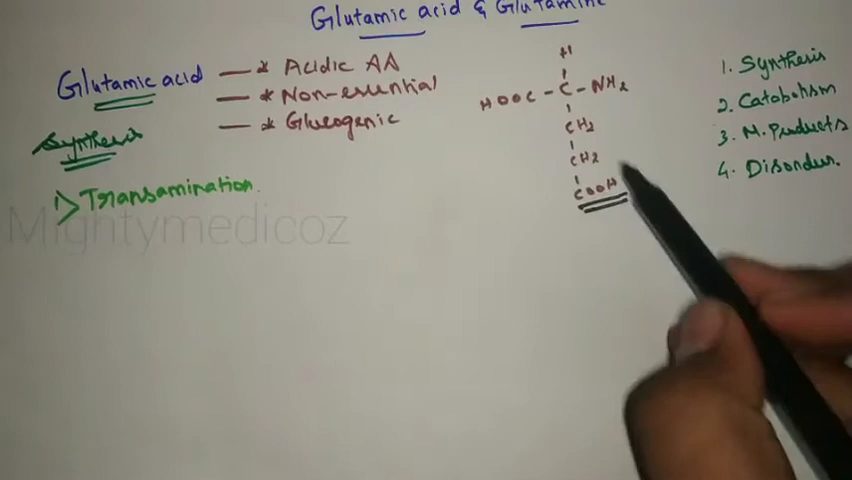 Glutamic acid & Glutamine
Glutamic acid — * Acidic AA
— * Non-essential
— * Glucogenic
Synthesis
1) Transamination.
H
HOOC - C - NH2
CH2
CH2
COOH
1. Synthesis
2. Catabolism
3. M. Products
4. Disorder.
Mightymedicoz